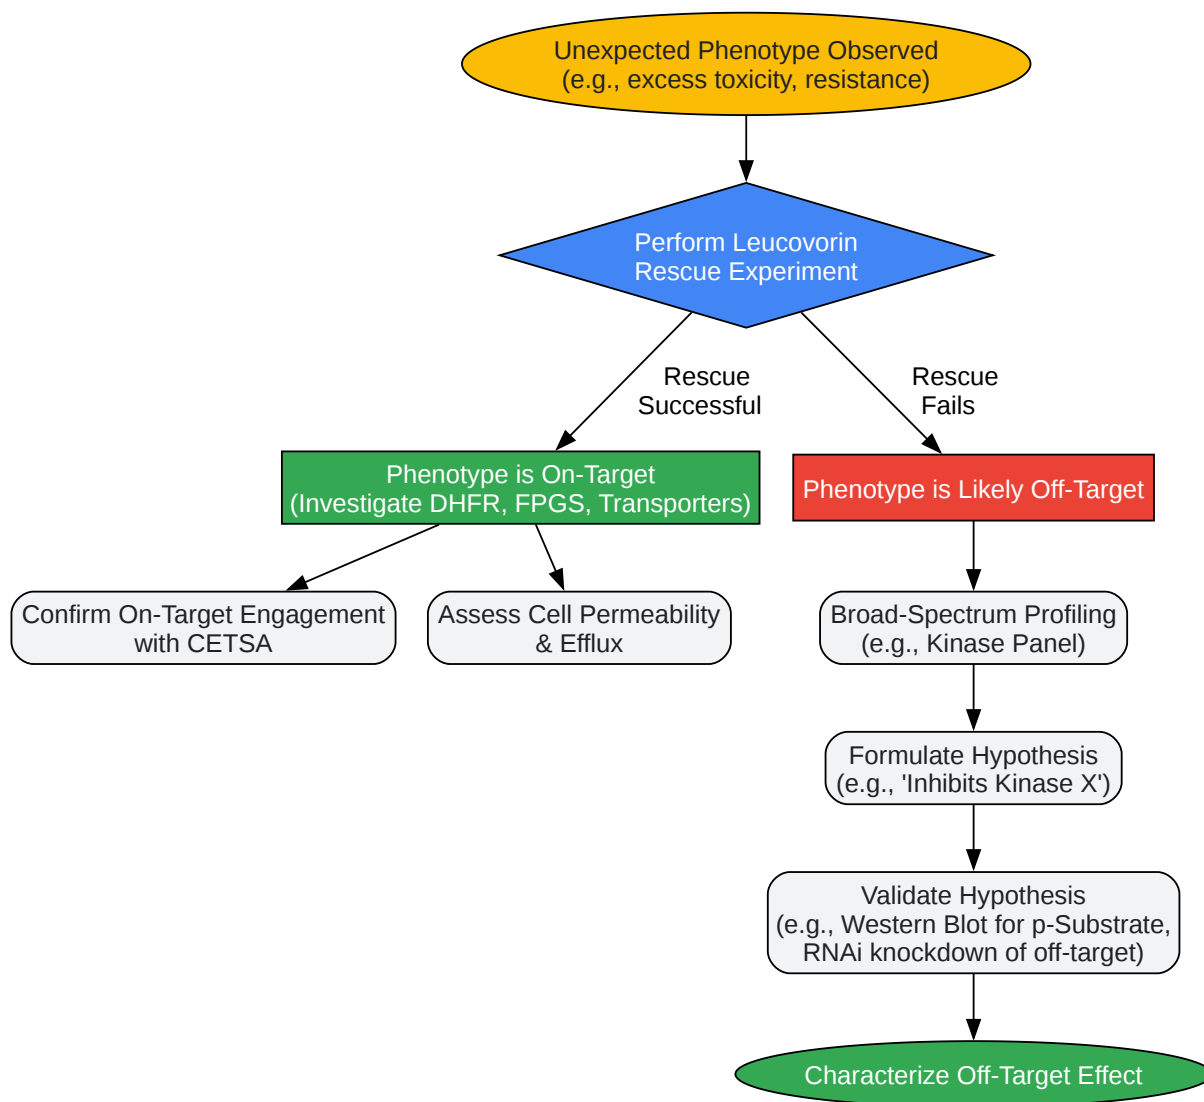 Unexpected Phenotype Observed
(e.g., excess toxicity, resistance)
Perform Leucovorin
Rescue Experiment
Rescue
Successful
Rescue
Fails
Phenotype is On-Target
(Investigate DHFR, FPGS, Transporters)
Phenotype is Likely Off-Target
Confirm On-Target Engagement
with CETSA
Assess Cell Permeability
& Efflux
Broad-Spectrum Profiling
(e.g., Kinase Panel)
Formulate Hypothesis
(e.g., 'Inhibits Kinase X')
Validate Hypothesis
(e.g., Western Blot for p-Substrate,
RNAi knockdown of off-target)
Characterize Off-Target Effect